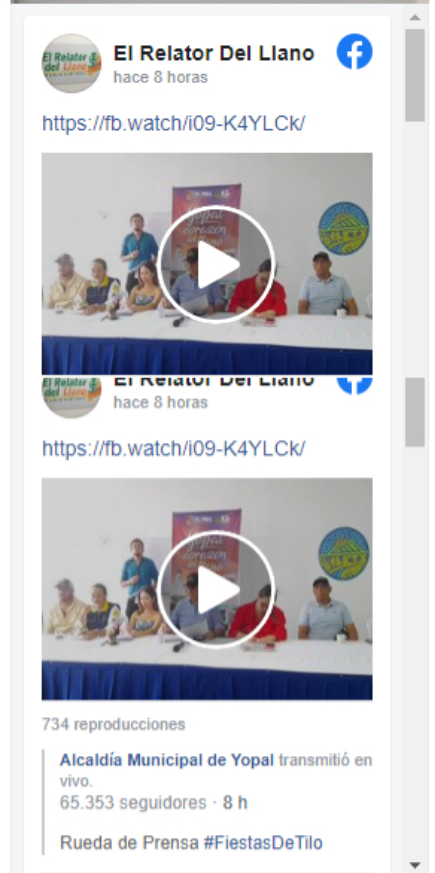 El Relator Del Llano
hace 8 horas
https://fb.watch/i09-K4YLCk/
Yopal
corazón
del llano
El Relator Del Llano
hace 8 horas
https://fb.watch/i09-K4YLCk/
Yopal
corazón
734 reproducciones
Alcaldía Municipal de Yopal transmitió en
vivo.
65.353 seguidores · 8 h
Rueda de Prensa #FiestasDeTilo